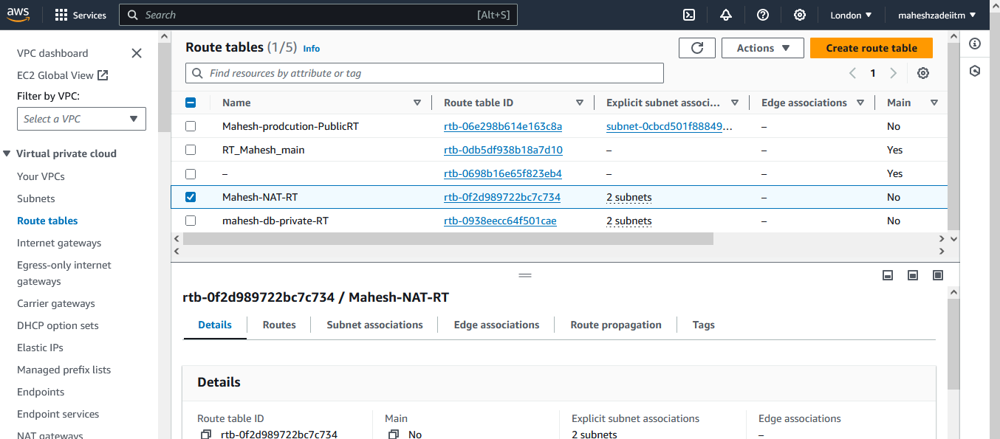 aws Services Search [Alt+S] London maheshzadeiitm
VPC dashboard
EC2 Global View
Filter by VPC:
Select a VPC
Virtual private cloud
Your VPCs
Subnets
Route tables
Internet gateways
Egress-only internet
gateways
Carrier gateways
DHCP option sets
Elastic IPs
Managed prefix lists
Endpoints
Endpoint services
NAT gateways
Route tables (1/5) Info
Actions Create route table
Find resources by attribute or tag
1
Name Route table ID Explicit subnet associ... Edge associations Main
Mahesh-prodcution-PublicRT rtb-06e298b614e163c8a subnet-0cbcd501f88849... – No
RT_Mahesh_main rtb-0db5df938b18a7d10 – – Yes
– rtb-0698b16e65f823eb4 – – Yes
Mahesh-NAT-RT rtb-0f2d989722bc7c734 2 subnets – No
mahesh-db-private-RT rtb-0938eecc64f501cae 2 subnets – No
rtb-0f2d989722bc7c734 / Mahesh-NAT-RT
Details Routes Subnet associations Edge associations Route propagation Tags
Details
Route table ID Main Explicit subnet associations Edge associations
rtb-0f2d989722bc7c734 No 2 subnets –